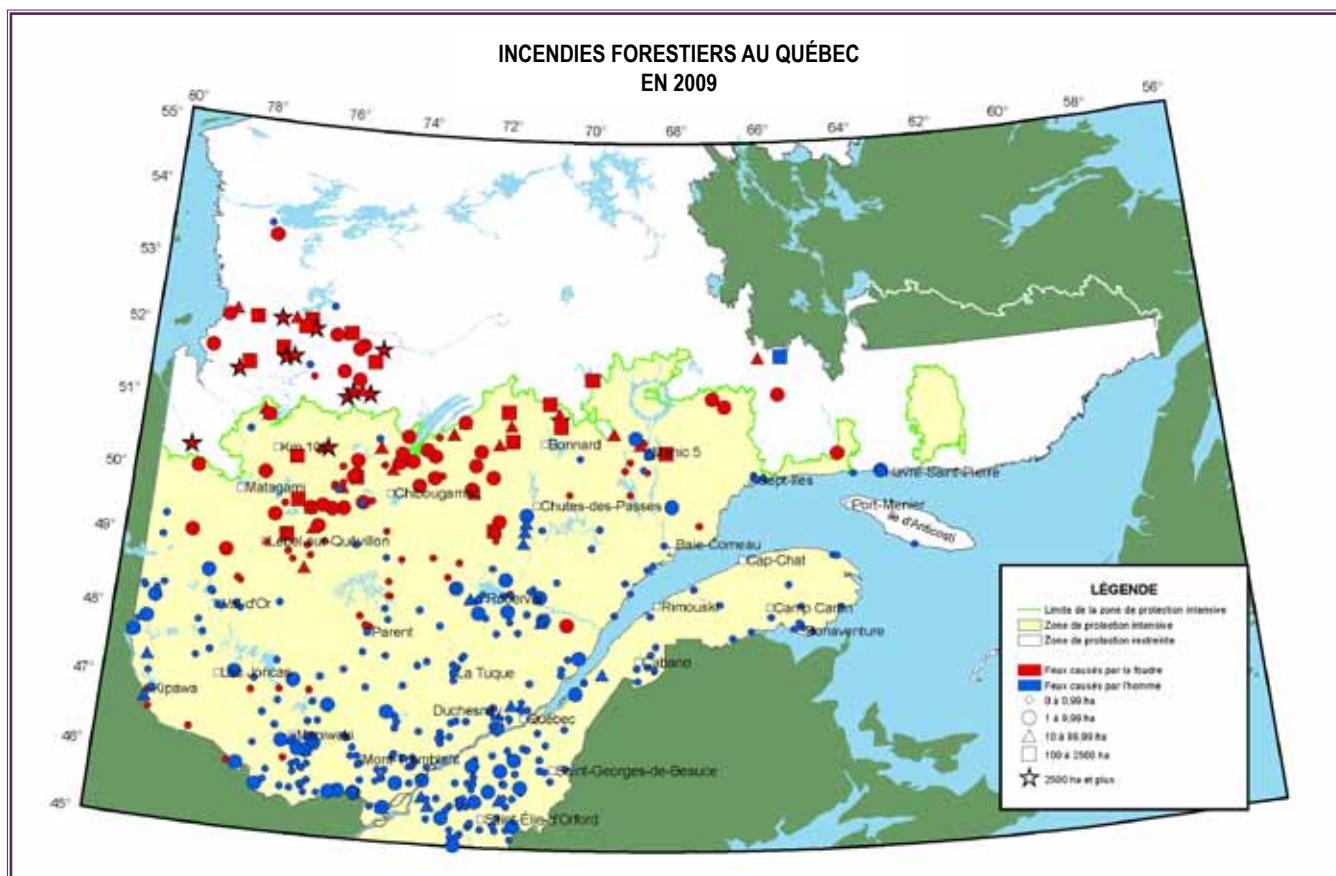 INCENDIES FORESTIERS AU QUÉBEC
EN 2009
60°
78°
76°
74°
72°
70°
68°
66°
64°
62°
60°
58°
56°
55°
54°
53°
52°
51°
50°
49°
48°
47°
46°
45°
Bonnard
Manic 5
Matagami
Sept-Iles
Havre-Saint-Pierre
Chibougamau
Chutes-des-Passes
Port-Menier
Ile d'Anticosti
Lebel-sur-Quévillon
Baie-Comeau
Cap-Chat
Val-d'Or
Roberval
Rimouski
Camp Carlin
Parent
Bonaventure
La Tuque
Cabano
Kipawa
Duchesnay
Québec
Maniwaki
Mont-Tremblant
Saint-Georges-de-Beauce
Saint-Élie-d'Orford
LÉGENDE
Limite de la zone de protection intensive
Zone de protection intensive
Zone de protection restreinte
Feux causés par la foudre
Feux causés par l'homme
0 à 0,99 ha
1 à 9,99 ha
10 à 99,99 ha
100 à 2500 ha
2500 ha et plus